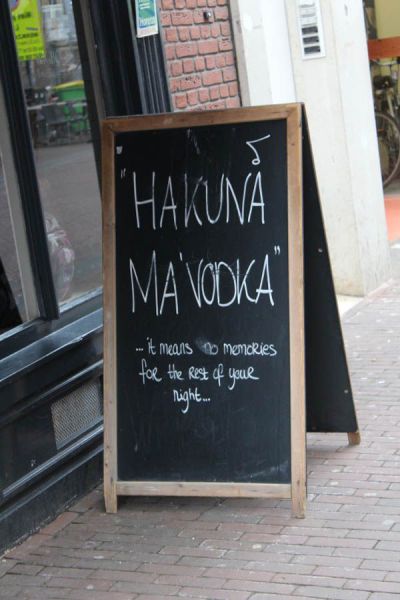 "HAKUNA
MA'VODKA"
...it means no memories
for the rest of your
night...